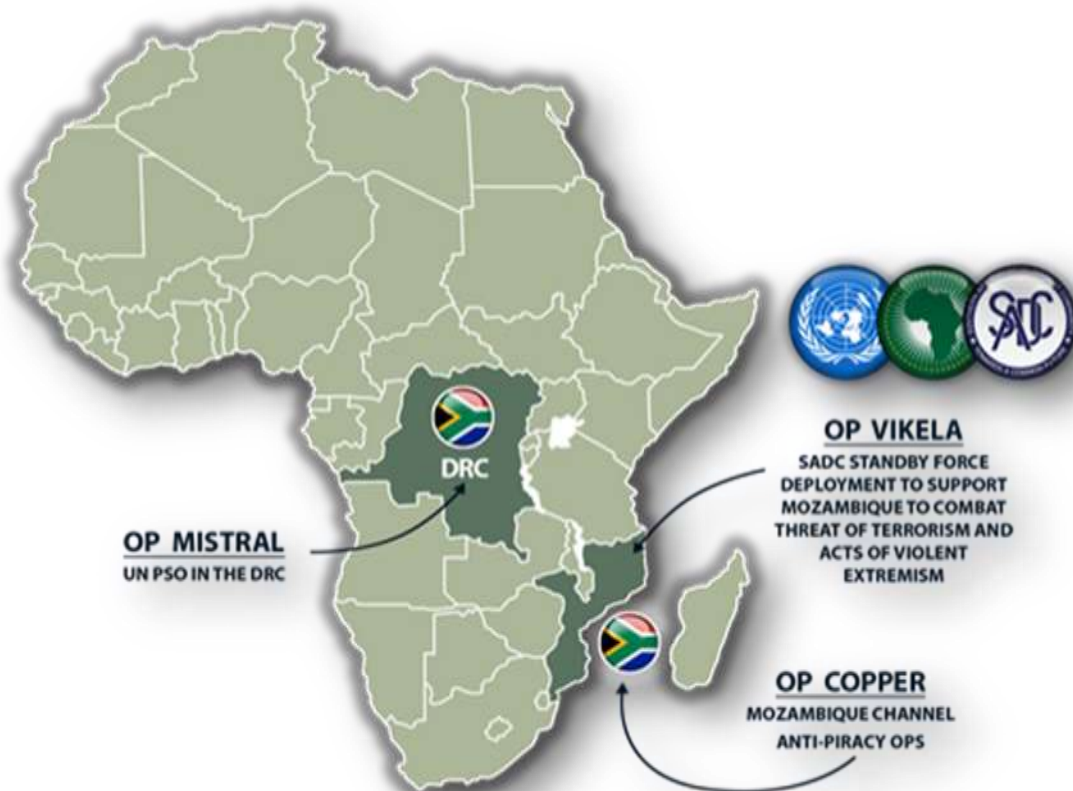 SADC
OP VIKELA
SADC STANDBY FORCE
DEPLOYMENT TO SUPPORT
MOZAMBIQUE TO COMBAT
THREAT OF TERRORISM AND
ACTS OF VIOLENT
EXTREMISM
DRC
OP MISTRAL
UN PSO IN THE DRC
OP COPPER
MOZAMBIQUE CHANNEL
ANTI-PIRACY OPS